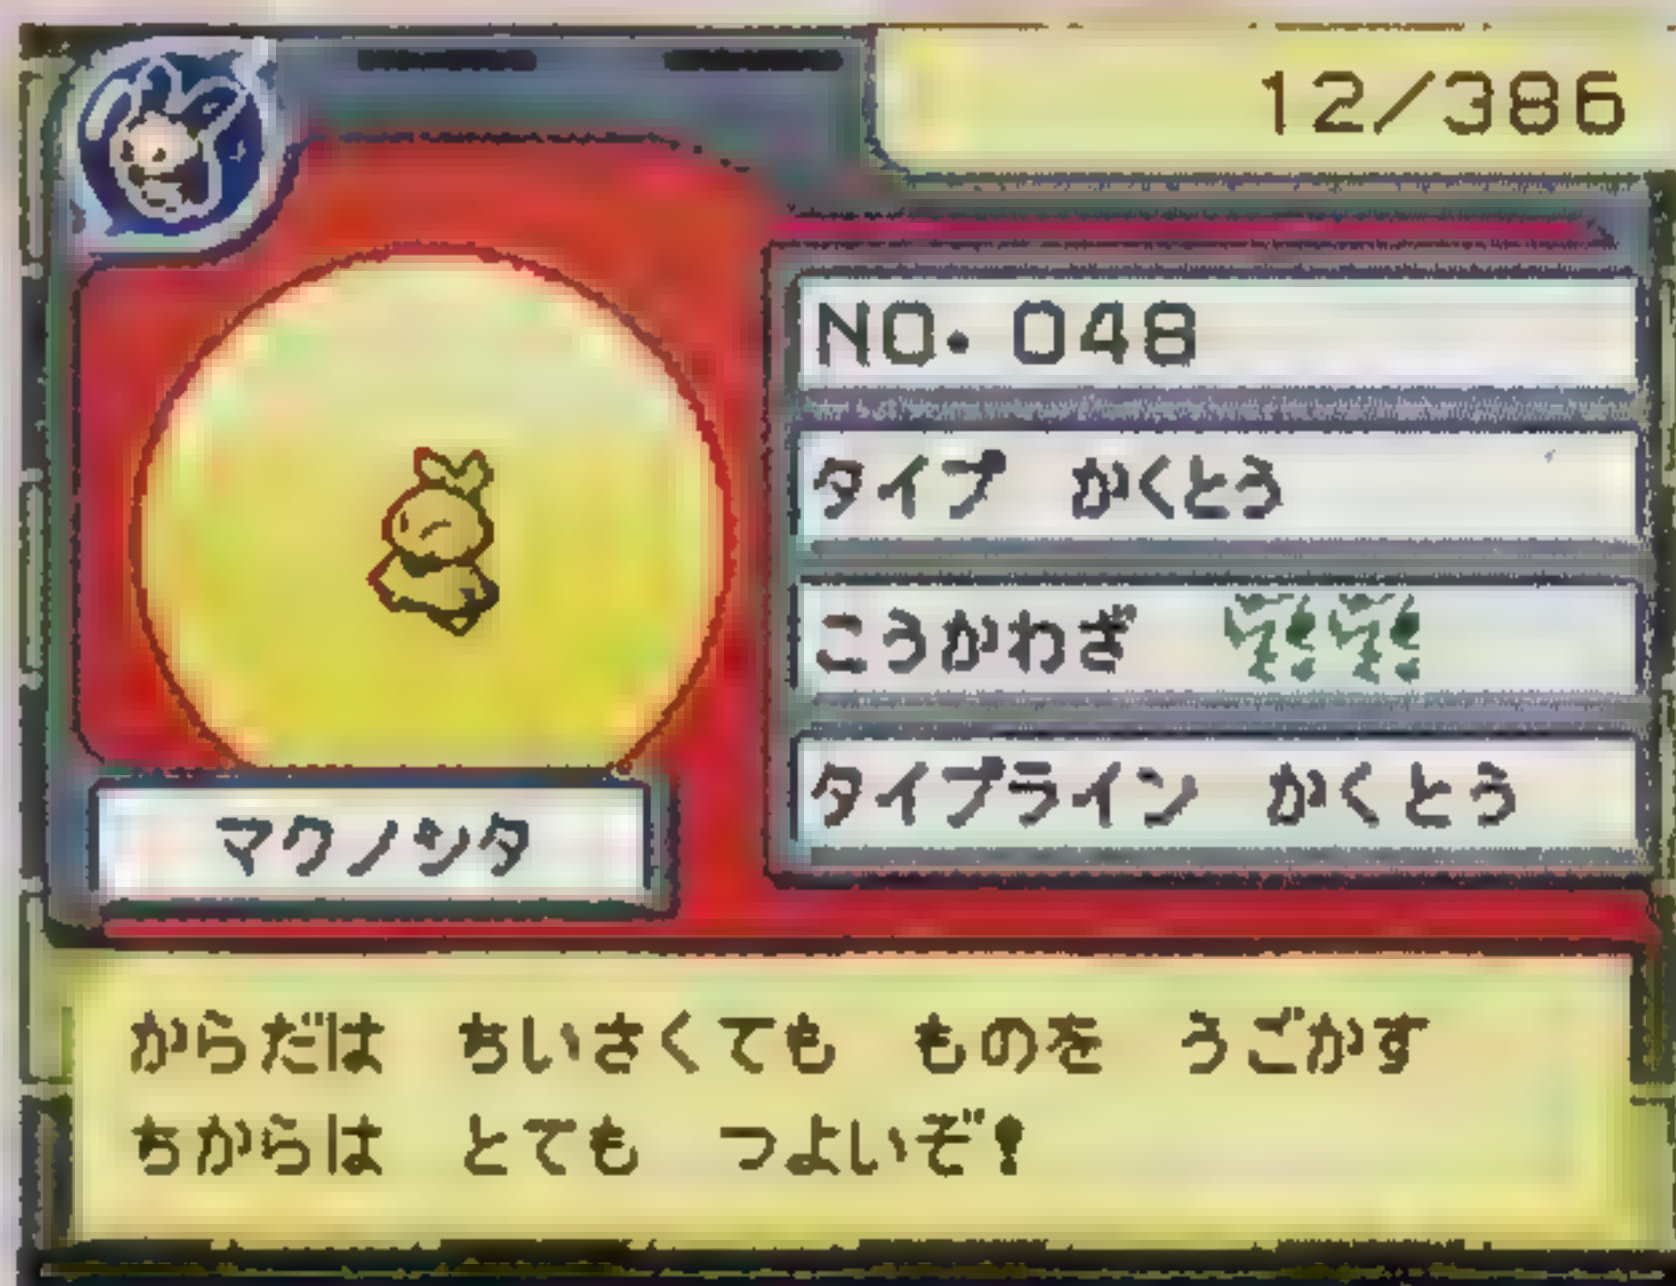 12/386
NO. 048
タイプ かくとう
こうかわざ
タイプライン かくとう
マクノシタ
からだは ちいさくても ものを うごかす
ちからは とても つよいぞ!